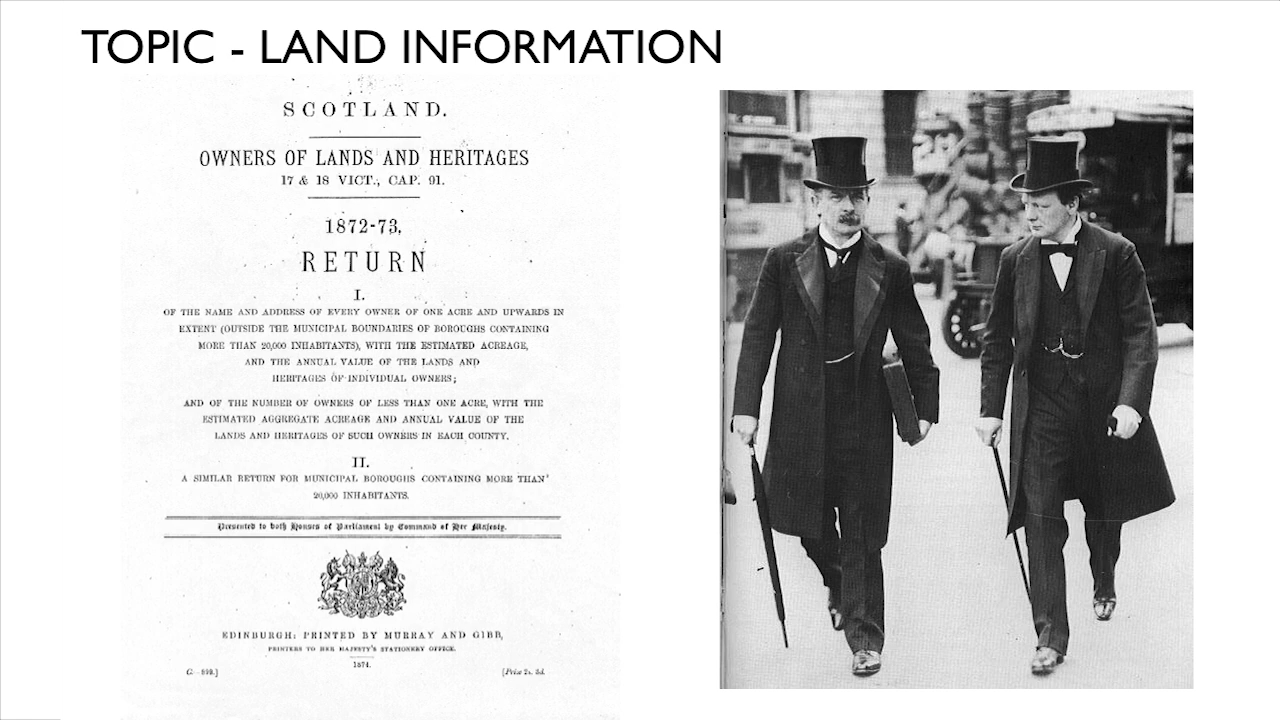 TOPIC - LAND INFORMATION
SCOTLAND.
OWNERS OF LANDS AND HERITAGES
17 & 18 VICT., CAP. 91.
1872-73,
RETURN
I.
OF THE NAME AND ADDRESS OF EVERY OWNER OF ONE ACRE AND UPWARDS IN
EXTENT (OUTSIDE THE MUNICIPAL BOUNDARIES OF BOROUGHS CONTAINING
MORE THAN 20,000 INHABITANTS), WITH THE ESTIMATED ACREAGE,
AND THE ANNUAL VALUE OF THE LANDS AND
HERITAGES OF INDIVIDUAL OWNERS;
AND OF THE NUMBER OF OWNERS OF LESS THAN ONE ACRE, WITH THE
ESTIMATED AGGREGATE ACREAGE AND ANNUAL VALUE OF THE
LANDS AND HERITAGES OF SUCH OWNERS IN EACH COUNTY.
II.
A SIMILAR RETURN FOR MUNICIPAL BOROUGHS CONTAINING MORE THAN
20,000 INHABITANTS.
Presented to both Houses of Parliament by Command of Her Majesty.
EDINBURGH: PRINTED BY MURRAY AND GIBB,
PRINTERS TO HER MAJESTY'S STATIONERY OFFICE.
1874.
[Price 2s. 8d.